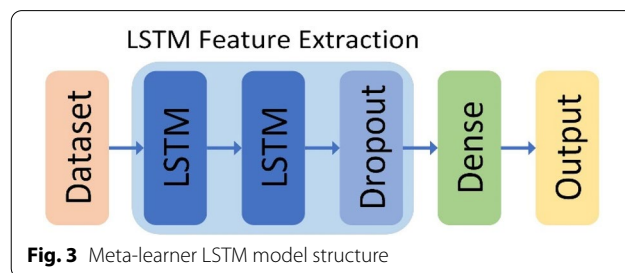 LSTM Feature Extraction
Dataset
LSTM
LSTM
Dropout
Dense
Output
Fig. 3 Meta-learner LSTM model structure